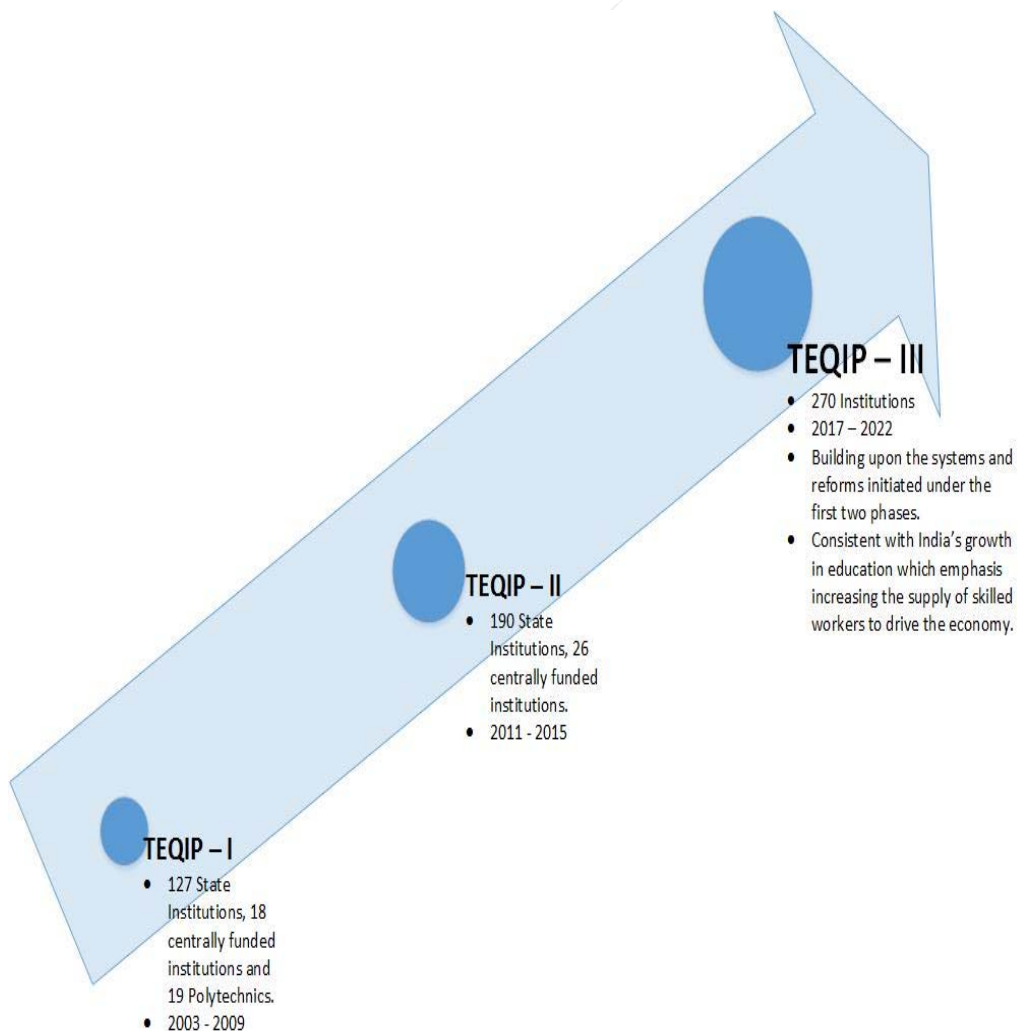 TEQIP – III
• 270 Institutions
• 2017 – 2022
• Building upon the systems and
reforms initiated under the
first two phases.
• Consistent with India's growth
in education which emphasis
increasing the supply of skilled
workers to drive the economy.
TEQIP – II
• 190 State
Institutions, 26
centrally funded
institutions.
• 2011 - 2015
TEQIP – I
• 127 State
Institutions, 18
centrally funded
institutions and
19 Polytechnics.
• 2003 - 2009